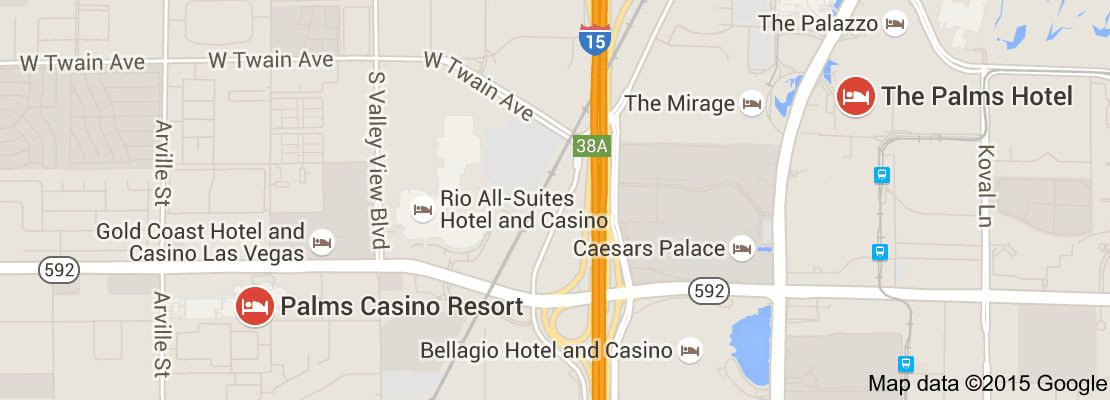 The Palazzo
15
W Twain Ave
W Twain Ave
W Twain Ave
The Mirage
The Palms Hotel
38A
Arville St
S Valley View Blvd
Koval Ln
Rio All-Suites
Hotel and Casino
Gold Coast Hotel and
Casino Las Vegas
Caesars Palace
592
592
Palms Casino Resort
Arville St
Bellagio Hotel and Casino
Map data ©2015 Google